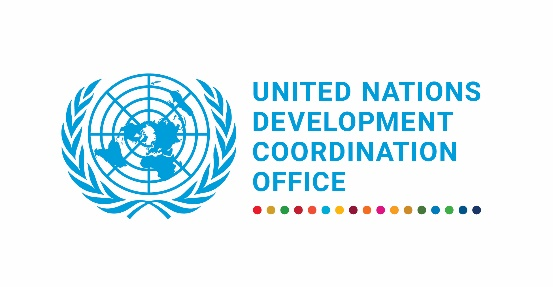 UNITED NATIONS
DEVELOPMENT
COORDINATION
OFFICE